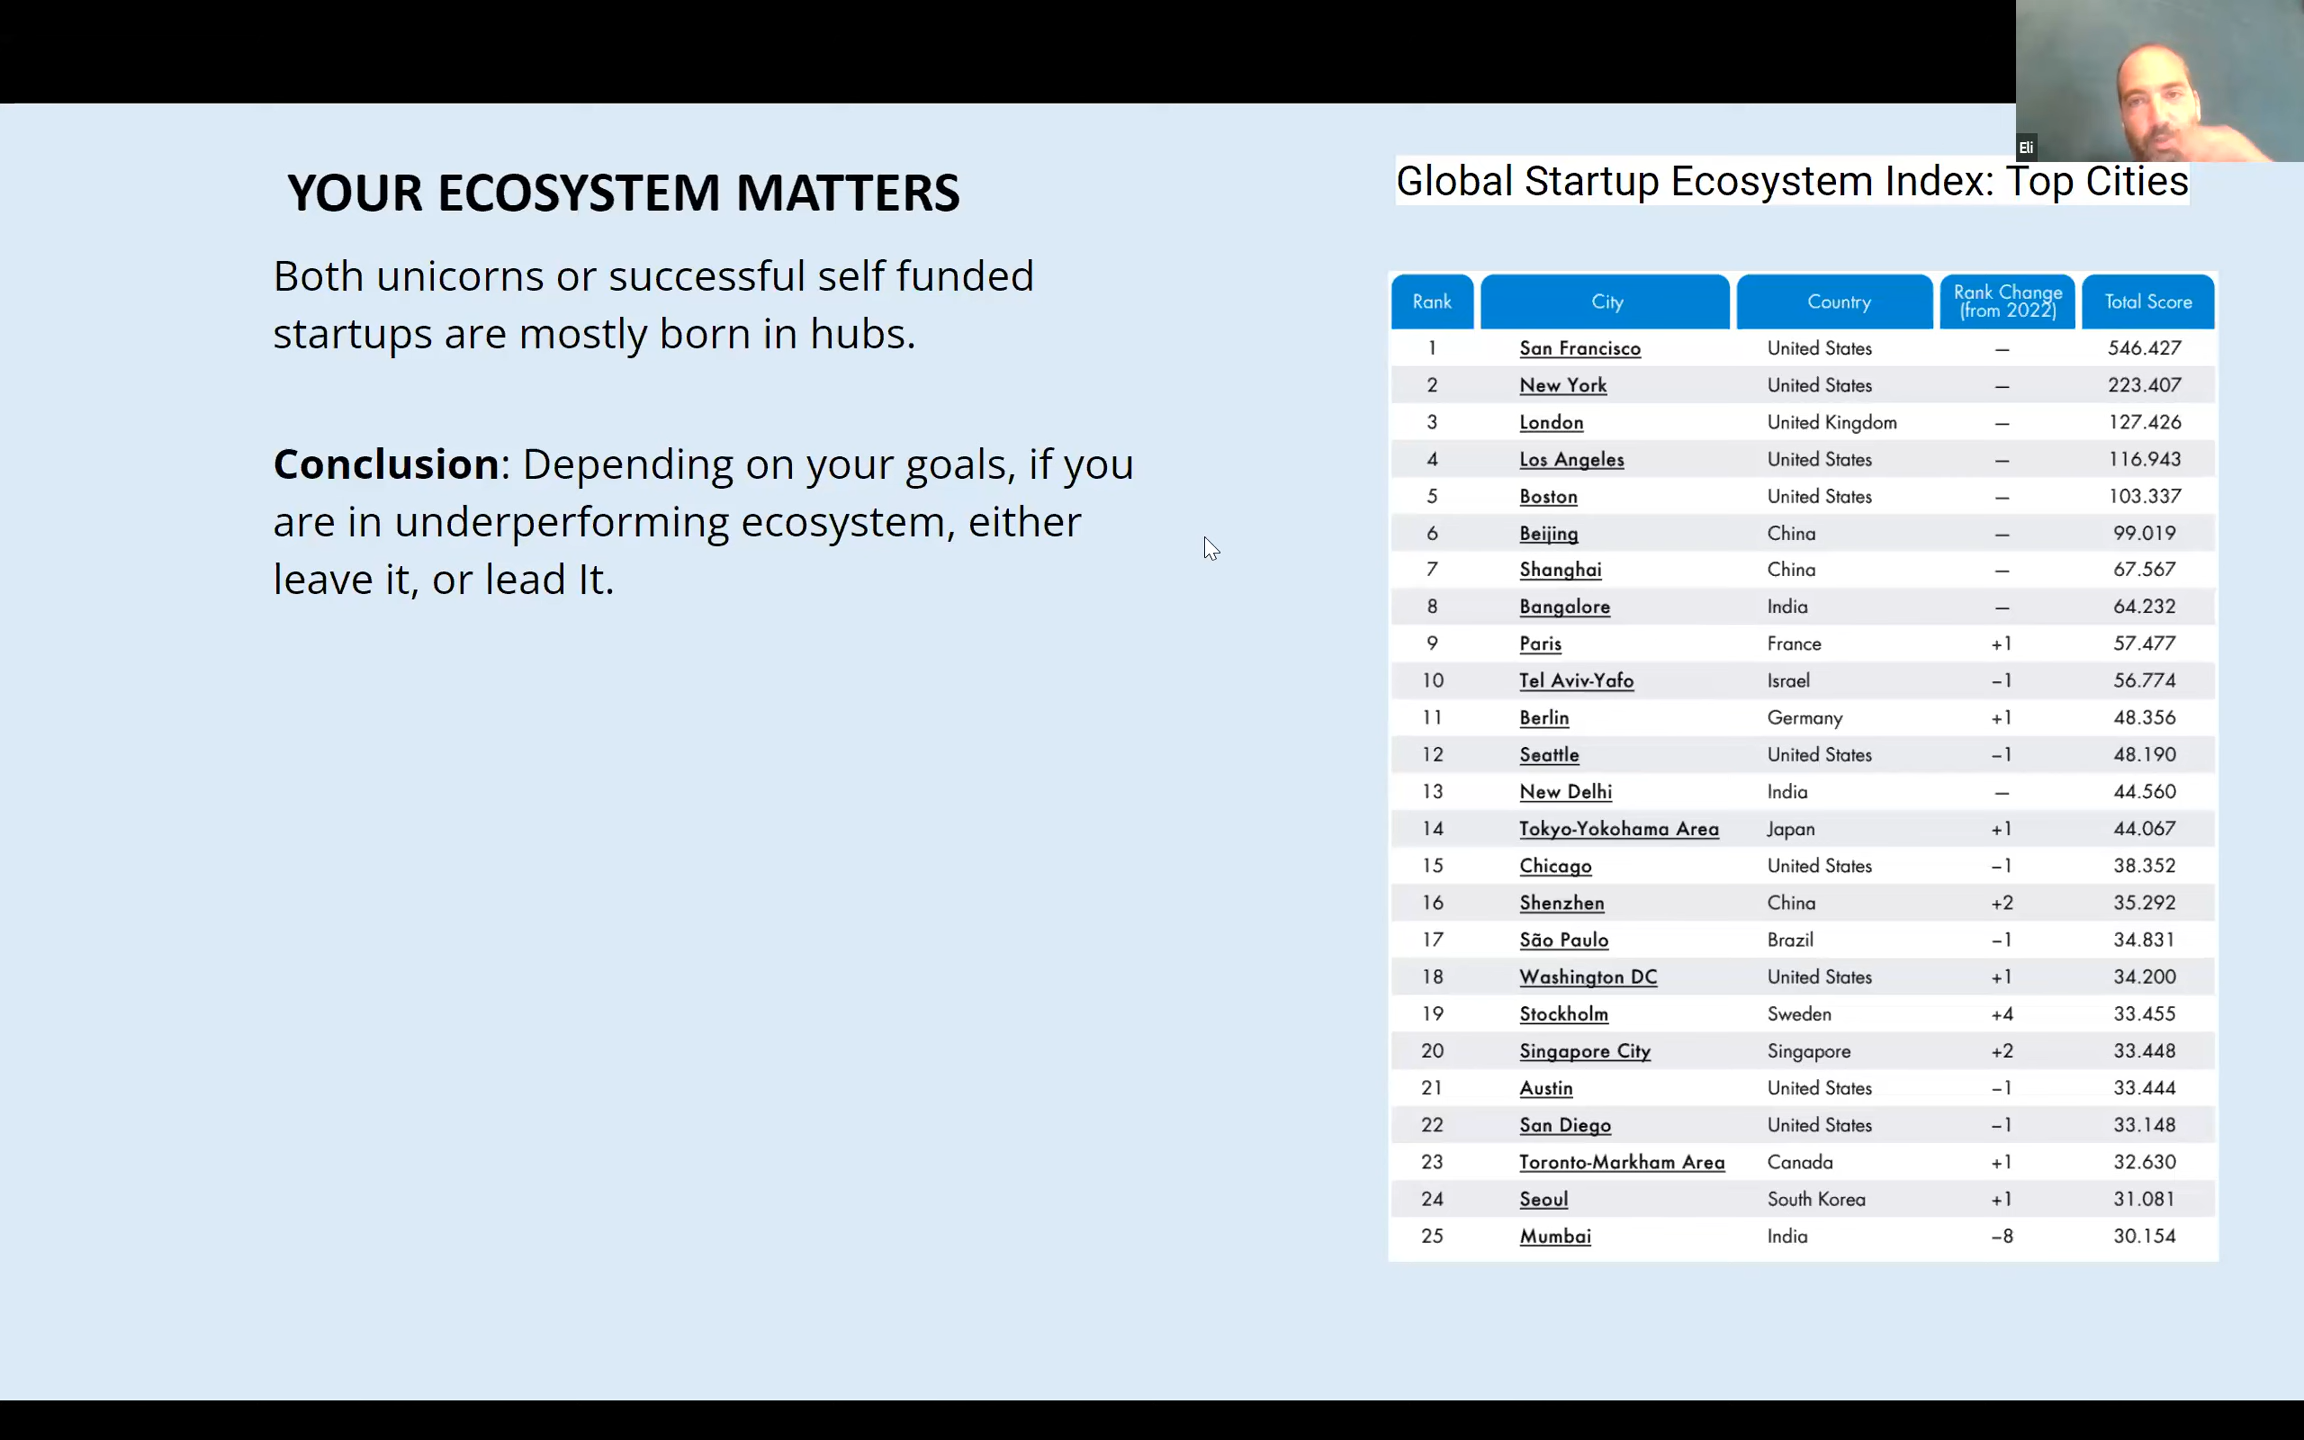 YOUR ECOSYSTEM MATTERS
Both unicorns or successful self funded
startups are mostly born in hubs.
Conclusion: Depending on your goals, if you
are in underperforming ecosystem, either
leave it, or lead It.
Eli
Global Startup Ecosystem Index: Top Cities
Rank City Country Rank Change (from 2022) Total Score
1 San Francisco United States — 546.427
2 New York United States — 223.407
3 London United Kingdom — 127.426
4 Los Angeles United States — 116.943
5 Boston United States — 103.337
6 Beijing China — 99.019
7 Shanghai China — 67.567
8 Bangalore India — 64.232
9 Paris France +1 57.477
10 Tel Aviv-Yafo Israel –1 56.774
11 Berlin Germany +1 48.356
12 Seattle United States –1 48.190
13 New Delhi India — 44.560
14 Tokyo-Yokohama Area Japan +1 44.067
15 Chicago United States –1 38.352
16 Shenzhen China +2 35.292
17 São Paulo Brazil –1 34.831
18 Washington DC United States +1 34.200
19 Stockholm Sweden +4 33.455
20 Singapore City Singapore +2 33.448
21 Austin United States –1 33.444
22 San Diego United States –1 33.148
23 Toronto-Markham Area Canada +1 32.630
24 Seoul South Korea +1 31.081
25 Mumbai India –8 30.154